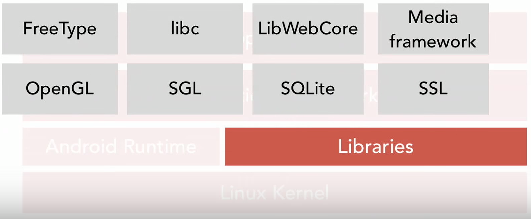 FreeType
libc
LibWebCore
Media
framework
OpenGL
SGL
SQLite
SSL
Android Runtime
Libraries
Linux Kernel